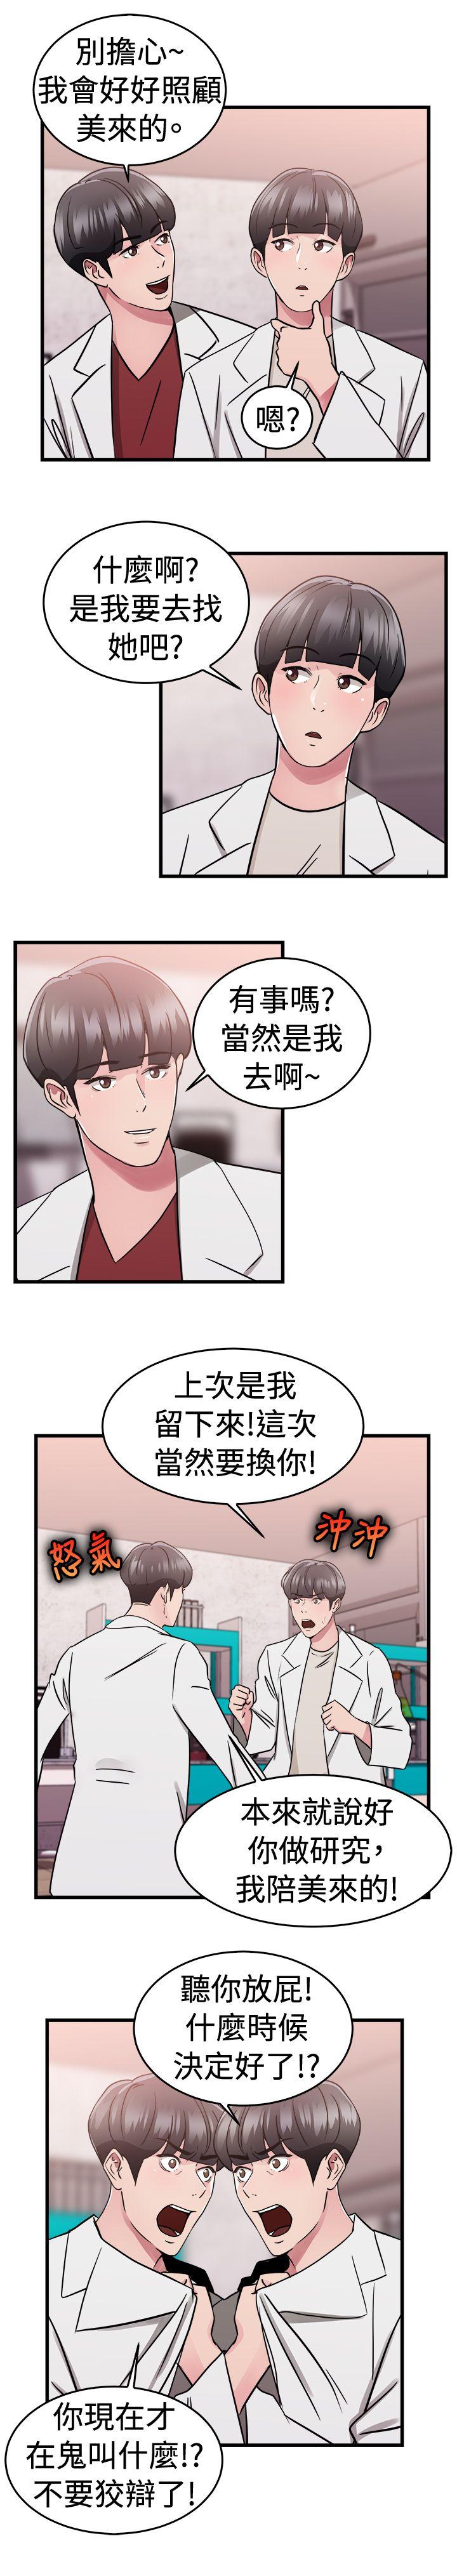 別擔心~
我會好好照顧
美來的。
嗯?
什麼啊?
是我要去找
她吧?
有事嗎?
當然是我
去啊~
上次是我
留下來!這次
當然要換你!
怒氣
沖沖
本來就說好
你做研究,
我陪美來的!
聽你放屁!
什麼時候
決定好了!?
你現在才
在鬼叫什麼!?
不要狡辯了!